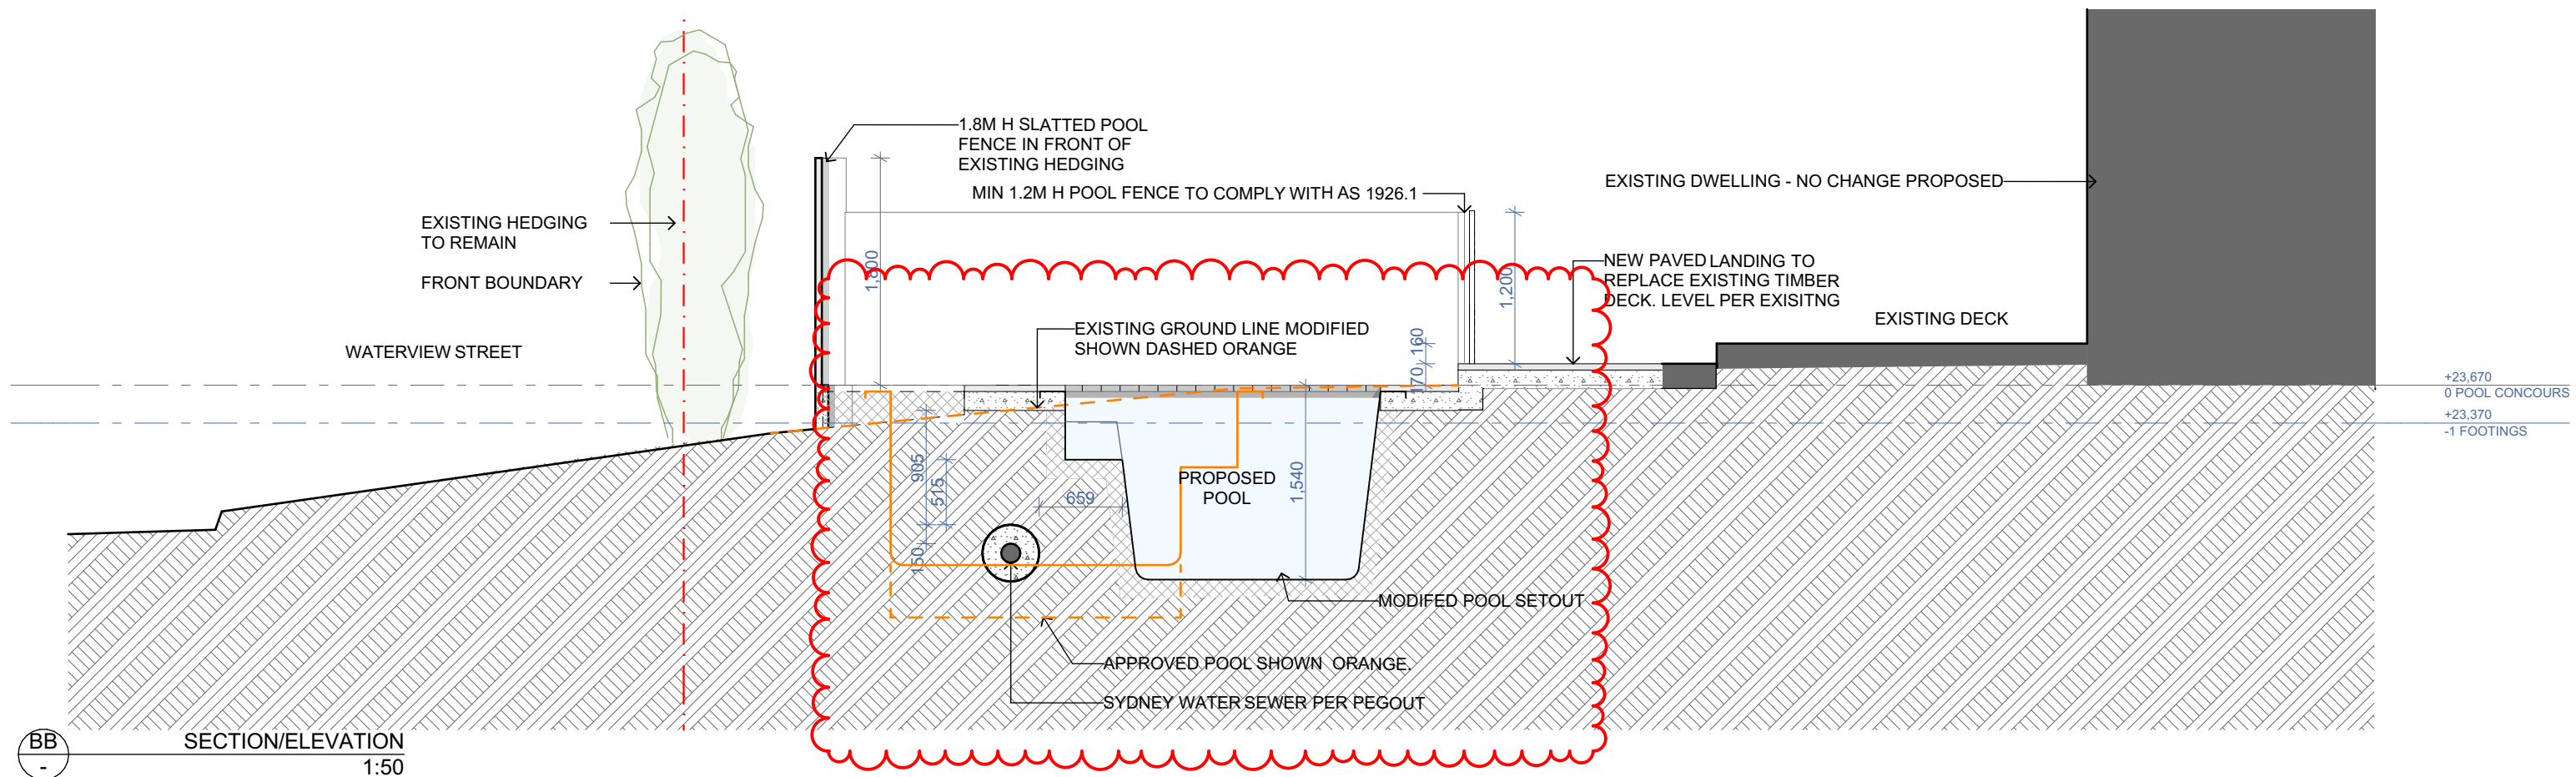 1.8M H SLATTED POOL
FENCE IN FRONT OF
EXISTING HEDGING
MIN 1.2M H POOL FENCE TO COMPLY WITH AS 1926.1
EXISTING DWELLING - NO CHANGE PROPOSED
EXISTING HEDGING
TO REMAIN
FRONT BOUNDARY
1,800
1,200
NEW PAVED LANDING TO
REPLACE EXISTING TIMBER
DECK. LEVEL PER EXISITNG
EXISTING DECK
EXISTING GROUND LINE MODIFIED
SHOWN DASHED ORANGE
WATERVIEW STREET
160
170
+23,670
0 POOL CONCOURS
+23,370
-1 FOOTINGS
905
515
659
150
PROPOSED
POOL
1,540
MODIFED POOL SETOUT
APPROVED POOL SHOWN ORANGE.
SYDNEY WATER SEWER PER PEGOUT
BB
-
SECTION/ELEVATION
1:50